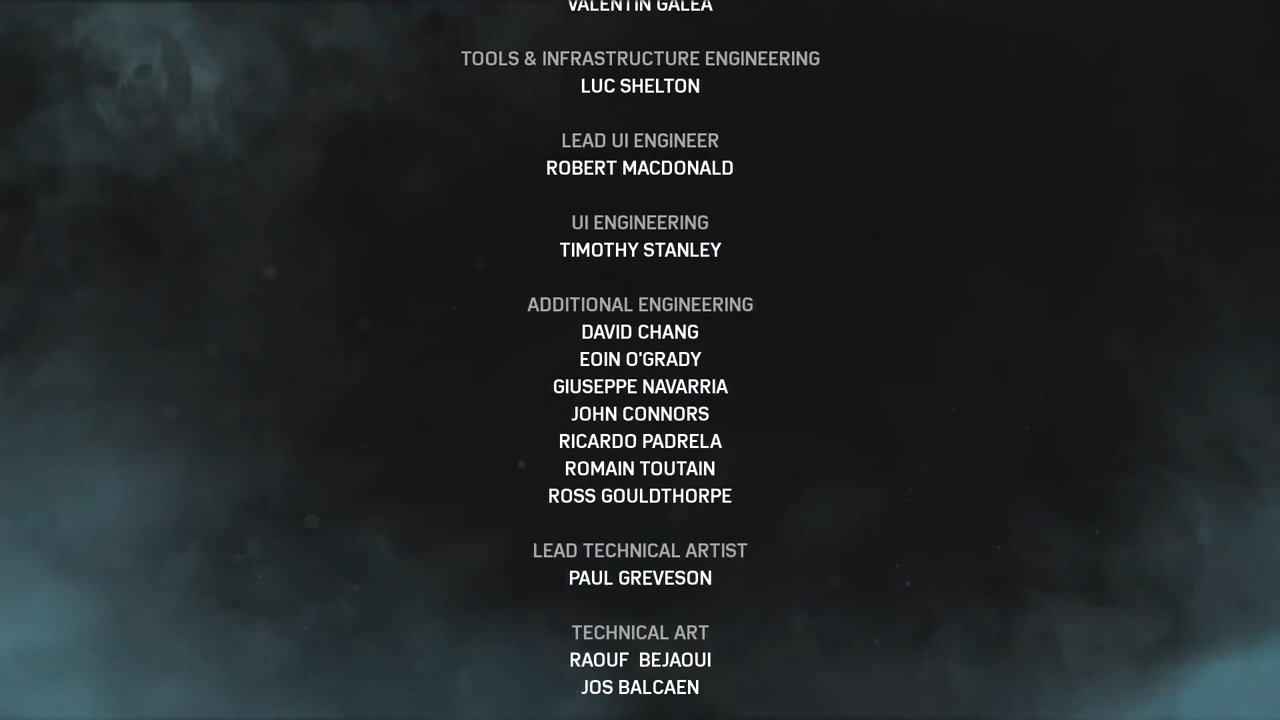 VALENTIN GALEA
TOOLS & INFRASTRUCTURE ENGINEERING
LUC SHELTON
LEAD UI ENGINEER
ROBERT MACDONALD
UI ENGINEERING
TIMOTHY STANLEY
ADDITIONAL ENGINEERING
DAVID CHANG
EOIN O'GRADY
GIUSEPPE NAVARRIA
JOHN CONNORS
RICARDO PADRELA
ROMAIN TOUTAIN
ROSS GOULDTHORPE
LEAD TECHNICAL ARTIST
PAUL GREVESON
TECHNICAL ART
RAOUF  BEJAOUI
JOS BALCAEN